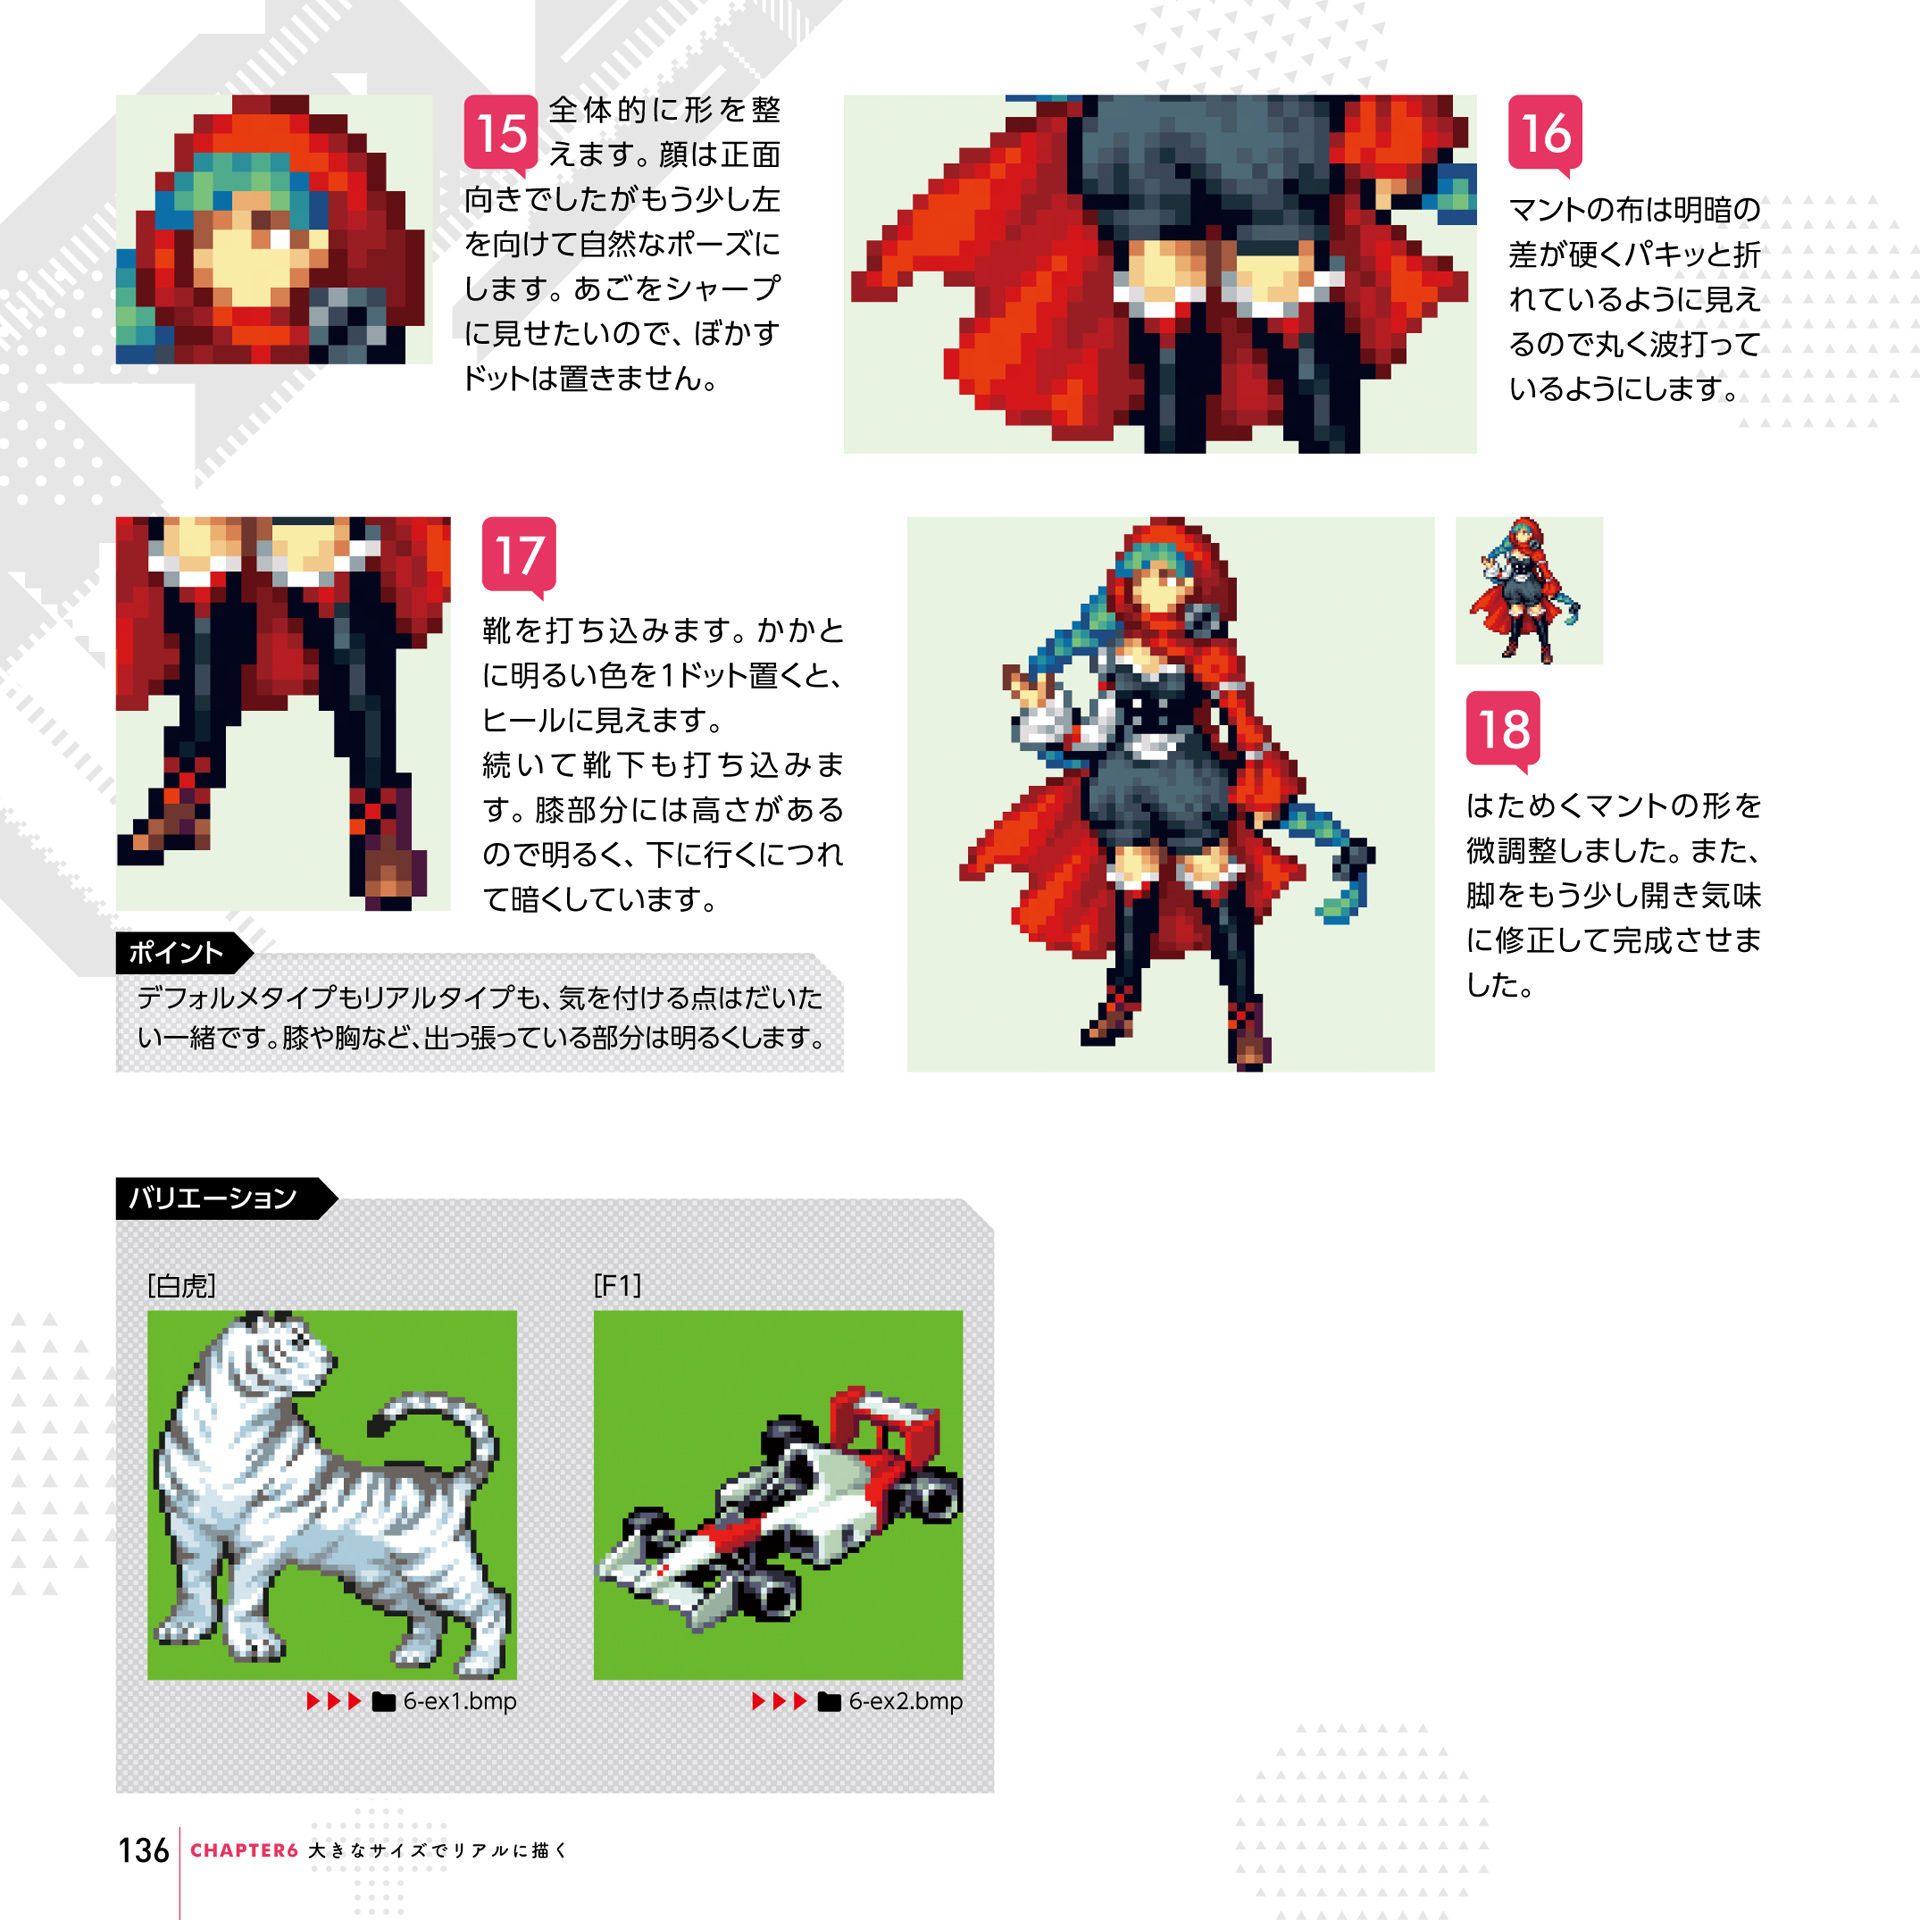 15
全体的に形を整
えます。顔は正面
向きでしたがもう少し左
を向けて自然なポーズに
します。あごをシャープ
に見せたいので、ぼかす
ドットは置きません。
16
マントの布は明暗の
差が硬くパキッと折
れているように見え
るので丸く波打って
いるようにします。
17
靴を打ち込みます。かかと
に明るい色を1ドット置くと、
ヒールに見えます。
続いて靴下も打ち込みま
す。膝部分には高さがある
ので明るく、下に行くにつれ
て暗くしています。
18
はためくマントの形を
微調整しました。また、
脚をもう少し開き気味
に修正して完成させま
した。
ポイント
デフォルメタイプもリアルタイプも、気を付ける点はだいた
い一緒です。膝や胸など、出っ張っている部分は明るくします。
バリエーション
[白虎]
[F1]
6-ex1.bmp
6-ex2.bmp
136 CHAPTER6 大きなサイズでリアルに描く